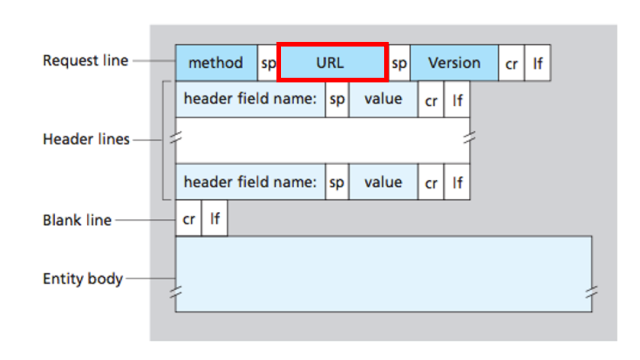 Request line method sp URL sp Version cr lf
header field name: sp value cr lf
Header lines
header field name: sp value cr lf
Blank line cr lf
Entity body